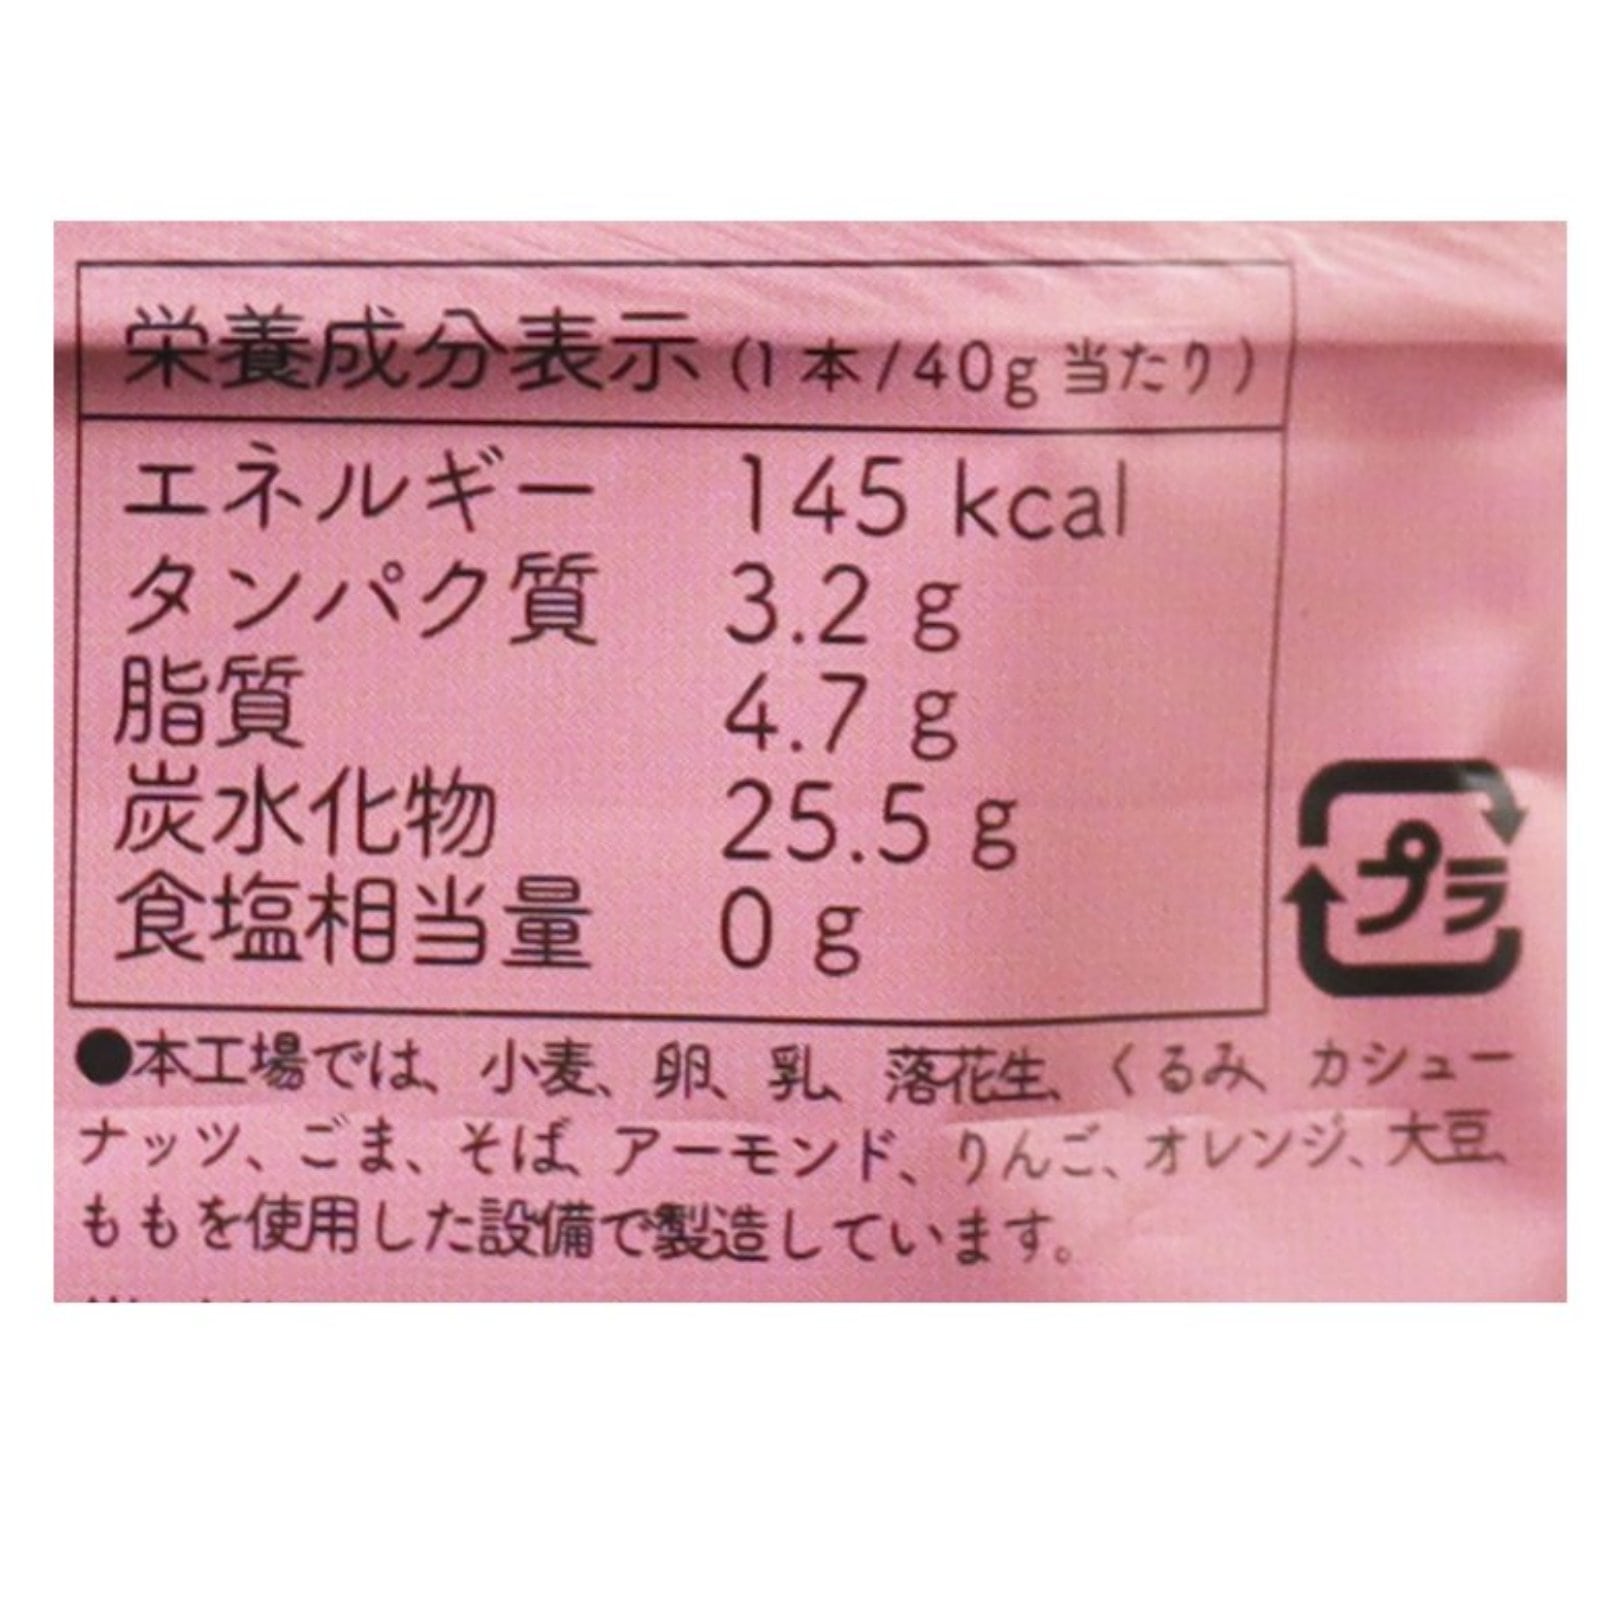 栄養成分表示(1本/40g当たり)
エネルギー 145 kcal
タンパク質 3.2 g
脂質 4.7 g
炭水化物 25.5 g
食塩相当量 0 g
プラ
●本工場では、小麦、卵、乳、落花生、くるみ、カシュー
ナッツ、ごま、そば、アーモンド、りんご、オレンジ、大豆、
ももを使用した設備で製造しています。